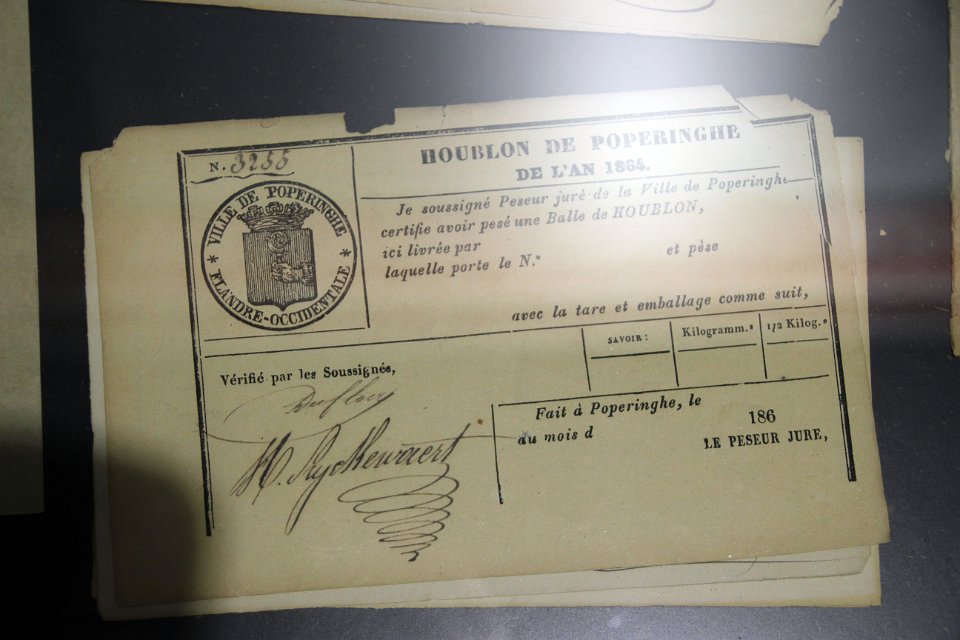 N. 3255
VILLE DE POPERINGHE
* FLANDRE-OCCIDENTALE *
HOUBLON DE POPERINGHE
DE L'AN 1864.
Je soussigné Peseur juré de la Ville de Poperinghe
certifie avoir pesé une Balle de HOUBLON,
ici livrée par
laquelle porte le N.° et pèse
avec la tare et emballage comme suit,
SAVOIR: Kilogramm.s 1/2 Kilog.s
Vérifié par les Soussignés,
Fait à Poperinghe, le
du mois d 186
LE PESEUR JURE,